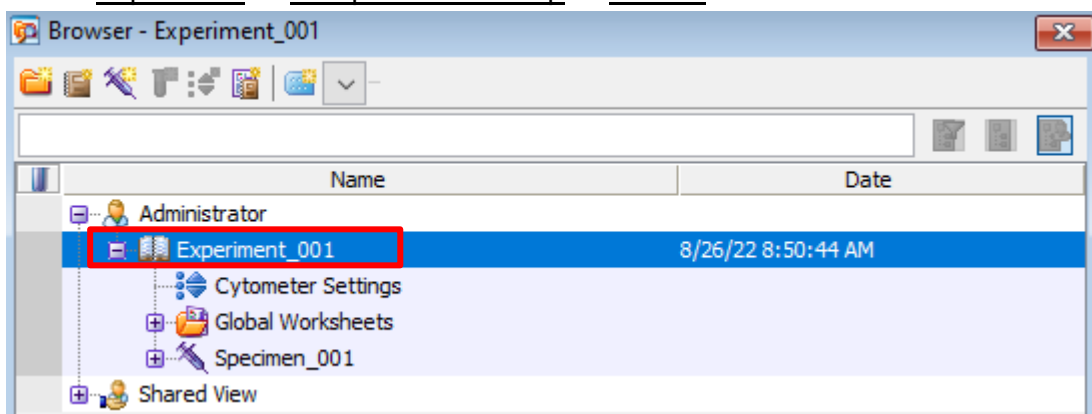 Browser - Experiment_001
Name Date
Administrator
Experiment_001 8/26/22 8:50:44 AM
Cytometer Settings
Global Worksheets
Specimen_001
Shared View